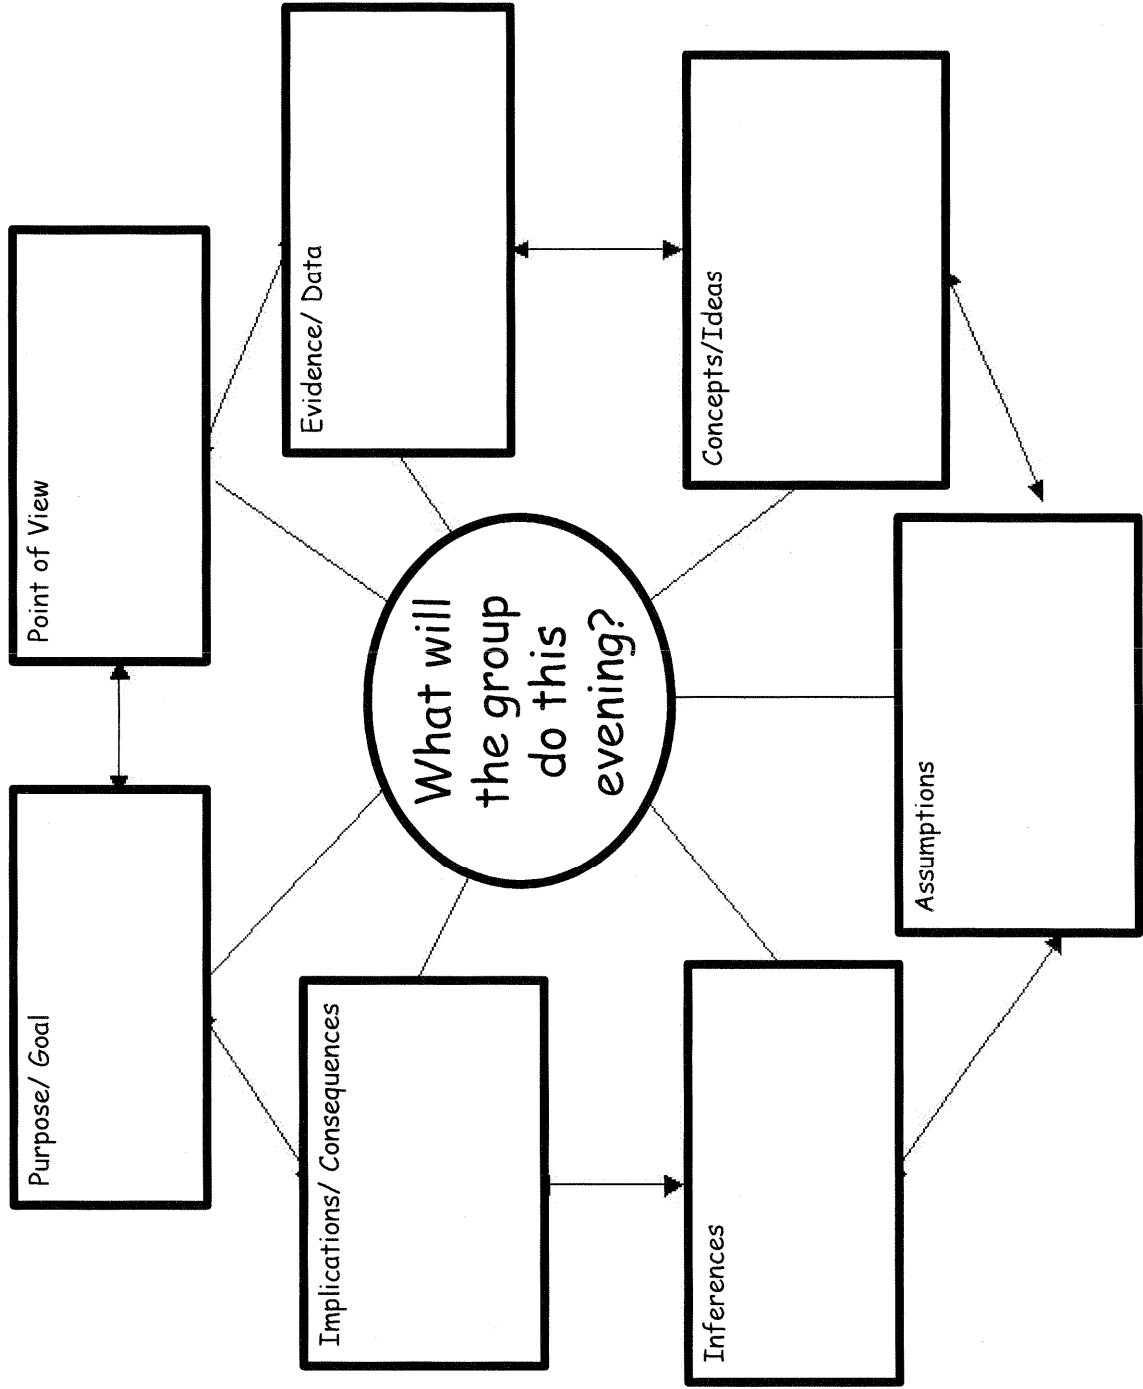 Purpose/ Goal
Point of View
Implications/ Consequences
Evidence/ Data
What will
the group
do this
evening?
Inferences
Concepts/Ideas
Assumptions